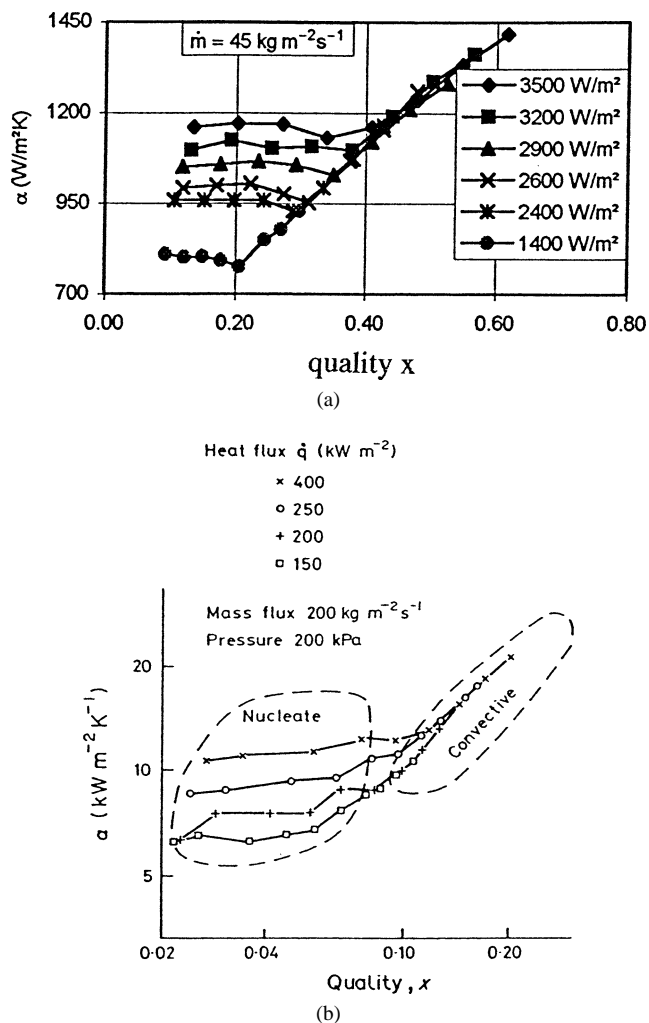 1450
ṁ = 45 kg m⁻²s⁻¹
3500 W/m²
1200
3200 W/m²
2900 W/m²
α (W/m²K)
2600 W/m²
950
2400 W/m²
1400 W/m²
700
0.00 0.20 0.40 0.60 0.80
quality x
(a)
Heat flux q̇ (kW m⁻²)
× 400
○ 250
+ 200
□ 150
Mass flux 200 kg m⁻²s⁻¹
Pressure 200 kPa
20
Nucleate
Convective
α (kW m⁻²K⁻¹)
10
5
0·02 0·04 0·10 0·20
Quality, x
(b)